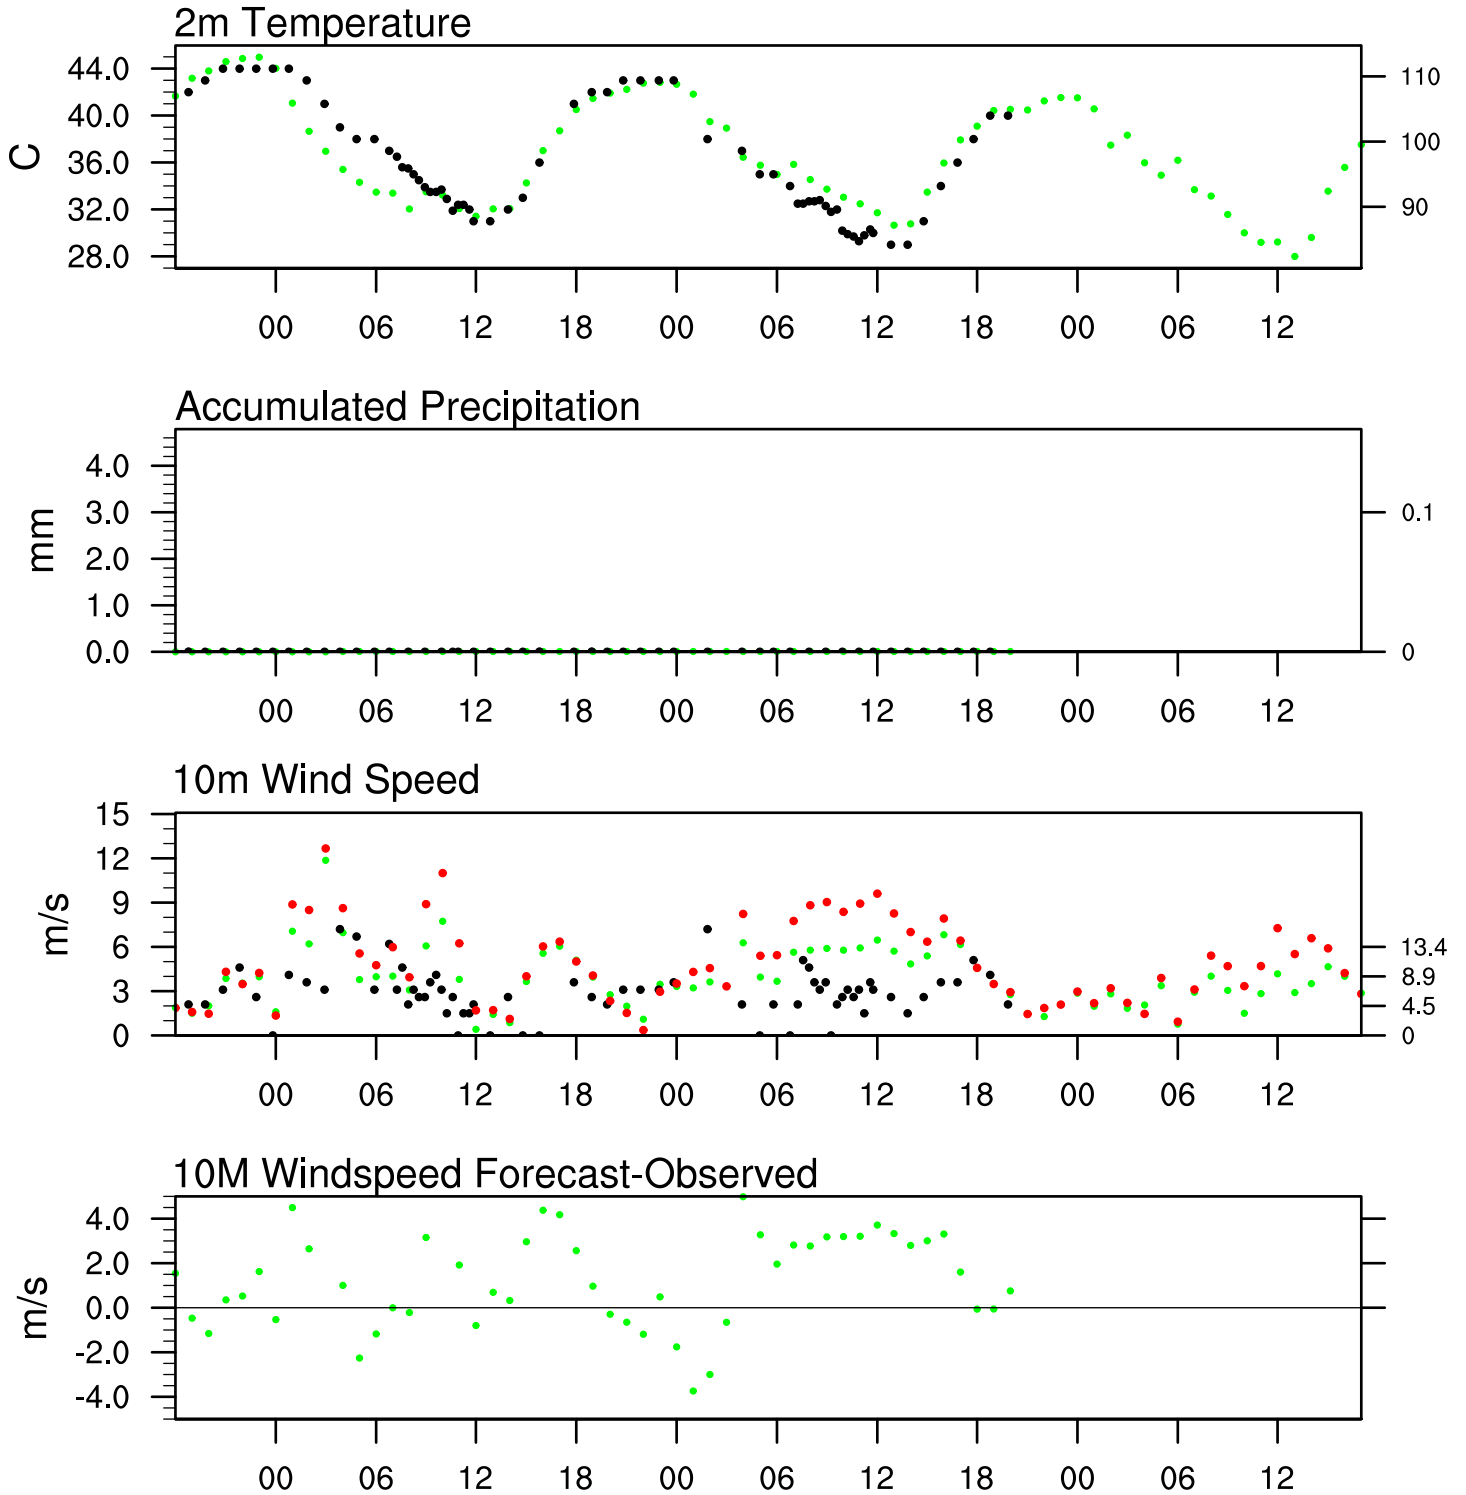 2m Temperature
44.0
40.0
36.0
32.0
28.0
C
110
100
90
00 06 12 18 00 06 12 18 00 06 12
Accumulated Precipitation
4.0
3.0
2.0
1.0
0.0
mm
0.1
0
00 06 12 18 00 06 12 18 00 06 12
10m Wind Speed
15
12
9
6
3
0
m/s
13.4
8.9
4.5
0
00 06 12 18 00 06 12 18 00 06 12
10M Windspeed Forecast-Observed
4.0
2.0
0.0
-2.0
-4.0
m/s
00 06 12 18 00 06 12 18 00 06 12